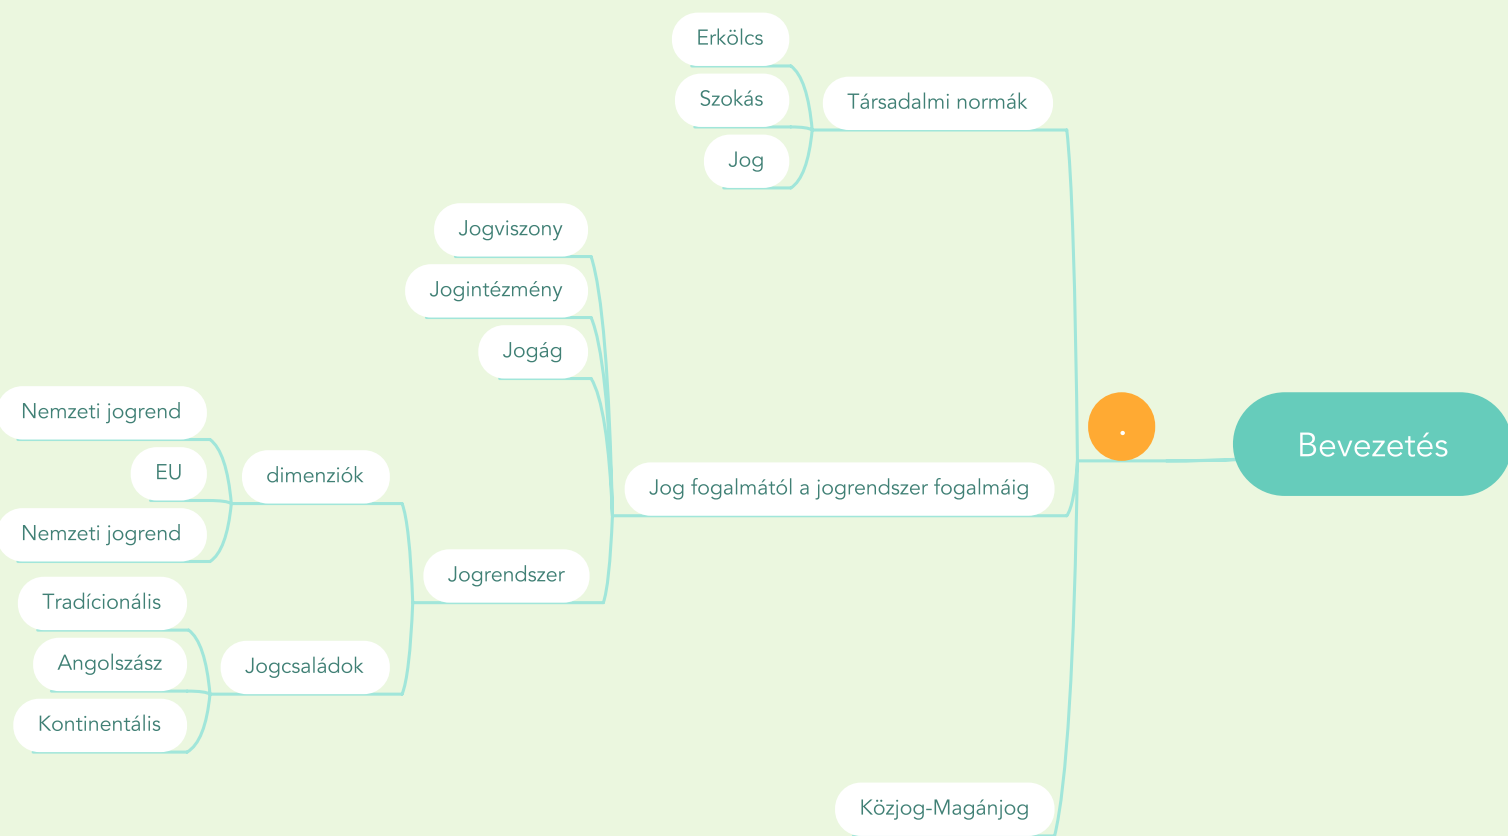 Erkölcs
Szokás
Társadalmi normák
Jog
Jogviszony
Jogintézmény
Jogág
Nemzeti jogrend
EU
dimenziók
Nemzeti jogrend
Jog fogalmától a jogrendszer fogalmáig
.
Bevezetés
Jogrendszer
Tradícionális
Angolszász
Jogcsaládok
Kontinentális
Közjog-Magánjog